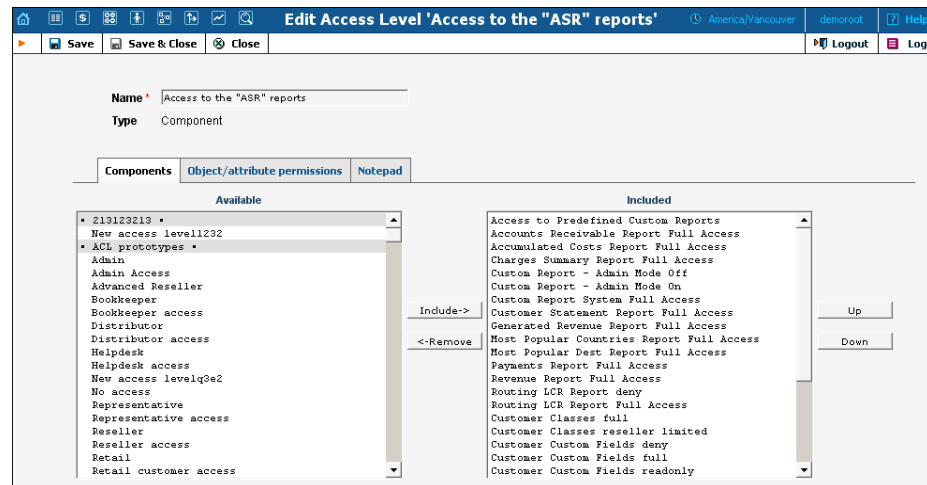 Edit Access Level 'Access to the "ASR" reports'
America/Vancouver
demoroot
Help
Save
Save & Close
Close
Logout
Log
Name *
Access to the "ASR" reports
Type
Component
Components
Object/attribute permissions
Notepad
Available
▪ 213123213 ▪
New access level1232
▪ ACL prototypes ▪
Admin
Admin Access
Advanced Reseller
Bookkeeper
Bookkeeper access
Distributor
Distributor access
Helpdesk
Helpdesk access
New access levelq3e2
No access
Representative
Representative access
Reseller
Reseller access
Retail
Retail customer access
Include->
<-Remove
Included
Access to Predefined Custom Reports
Accounts Receivable Report Full Access
Accumulated Costs Report Full Access
Charges Summary Report Full Access
Custom Report - Admin Mode Off
Custom Report - Admin Mode On
Custom Report System Full Access
Customer Statement Report Full Access
Generated Revenue Report Full Access
Most Popular Countries Report Full Access
Most Popular Dest Report Full Access
Payments Report Full Access
Revenue Report Full Access
Routing LCR Report deny
Routing LCR Report Full Access
Customer Classes full
Customer Classes reseller limited
Customer Custom Fields deny
Customer Custom Fields full
Customer Custom Fields readonly
Up
Down